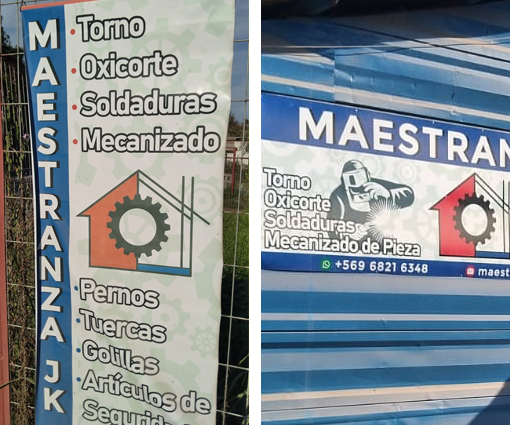 MAESTRANZA JK
Torno
Oxicorte
Soldaduras
Mecanizado
Pernos
Tuercas
Golillas
Artículos de
MAESTRAN
Torno
Oxicorte
Soldaduras
Mecanizado de Pieza
+569 6821 6348
maest